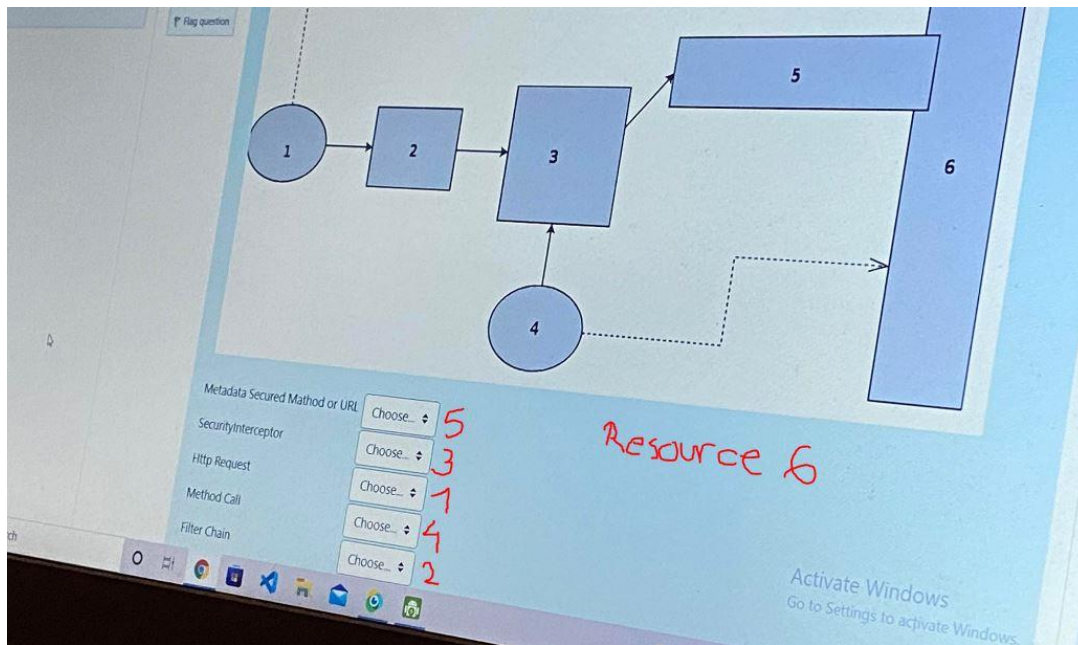 Flag question
5
1
2
3
6
4
Metadata Secured Mathod or URL Choose... 5
SecurityInterceptor Choose... 3
Http Request Choose... 1
Method Call Choose... 4
Filter Chain Choose... 2
Resource 6
ch
Activate Windows
Go to Settings to activate Windows.